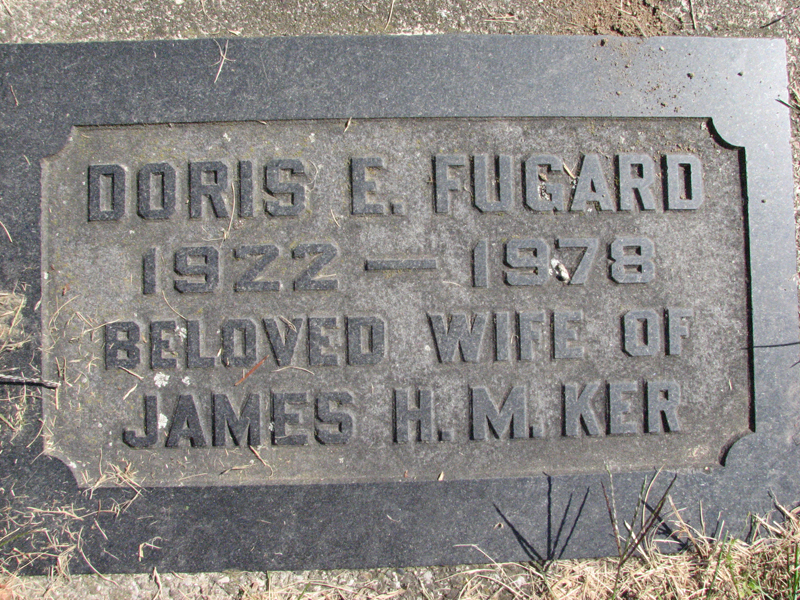 DORIS E. FUGARD
1922 — 1978
BELOVED WIFE OF
JAMES H. M. KER